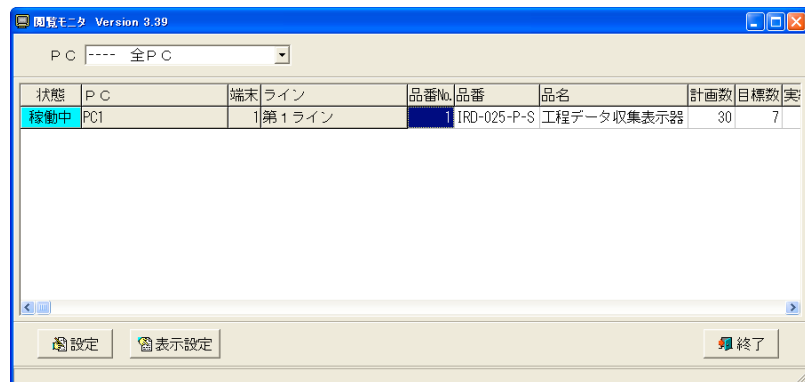 閲覧モニタ Version 3.39
ＰＣ ---- 全ＰＣ
状態 ＰＣ 端末 ライン 品番No. 品番 品名 計画数 目標数 実
稼働中 PC1 1 第１ライン 1 IRD-025-P-S 工程データ収集表示器 30 7
設定 表示設定 終了